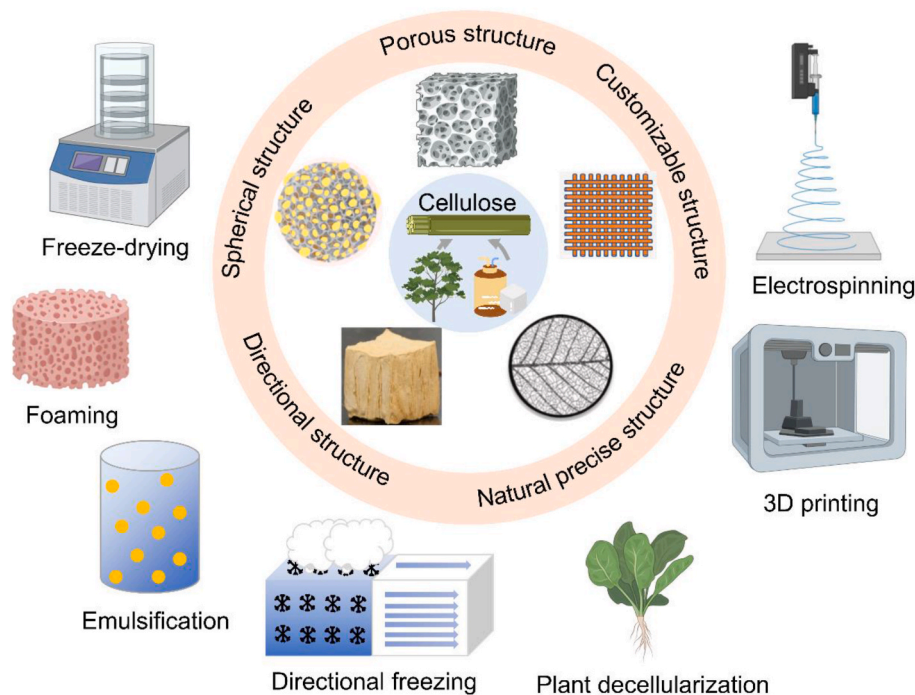 Porous structure
Customizable structure
Spherical structure
Cellulose
Freeze-drying
Electrospinning
Foaming
Directional structure
Natural precise structure
3D printing
Emulsification
Directional freezing
Plant decellularization